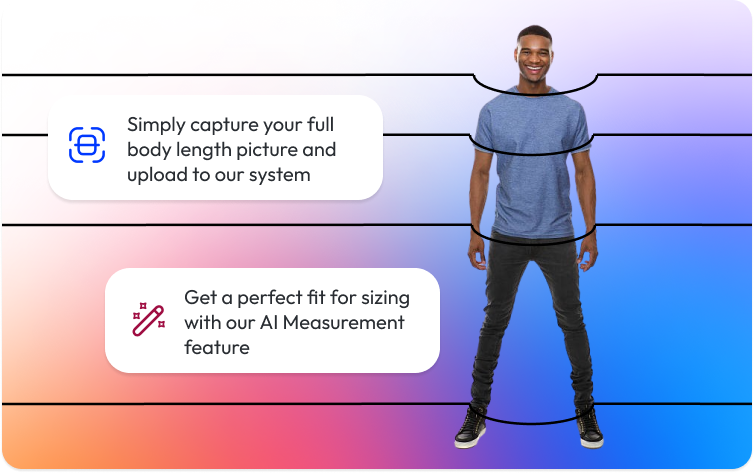 Simply capture your full
body length picture and
upload to our system
Get a perfect fit for sizing
with our AI Measurement
feature